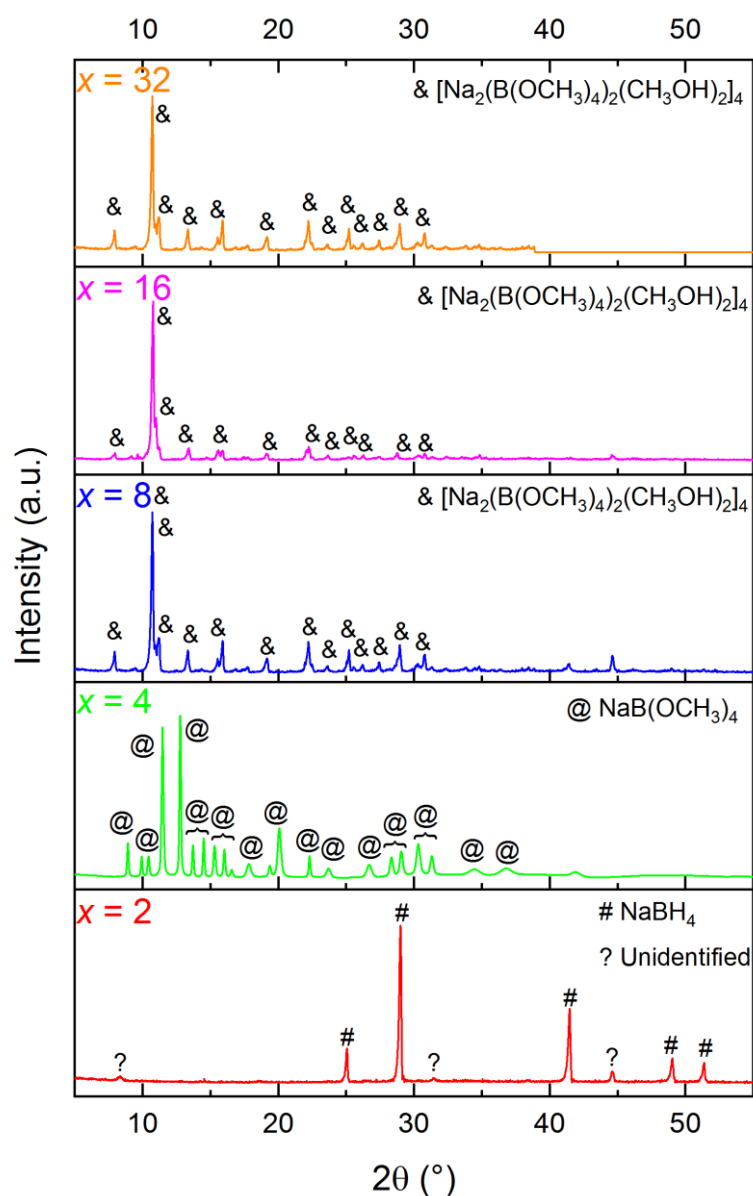 10 20 30 40 50
x = 32
& [Na₂(B(OCH₃)₄)₂(CH₃OH)₂]₄
&
& & & & & & & & & & &
x = 16
& [Na₂(B(OCH₃)₄)₂(CH₃OH)₂]₄
&
&
& & & & & & & & & &
x = 8
& [Na₂(B(OCH₃)₄)₂(CH₃OH)₂]₄
&
&
& & & & & & & & & & &
x = 4
@ NaB(OCH₃)₄
@ @
@ @ @ @ @ @ @ @ @ @ @ @ @
x = 2
# NaBH₄
? Unidentified
#
# # # #
? ? ?
Intensity (a.u.)
10 20 30 40 50
2θ (°)